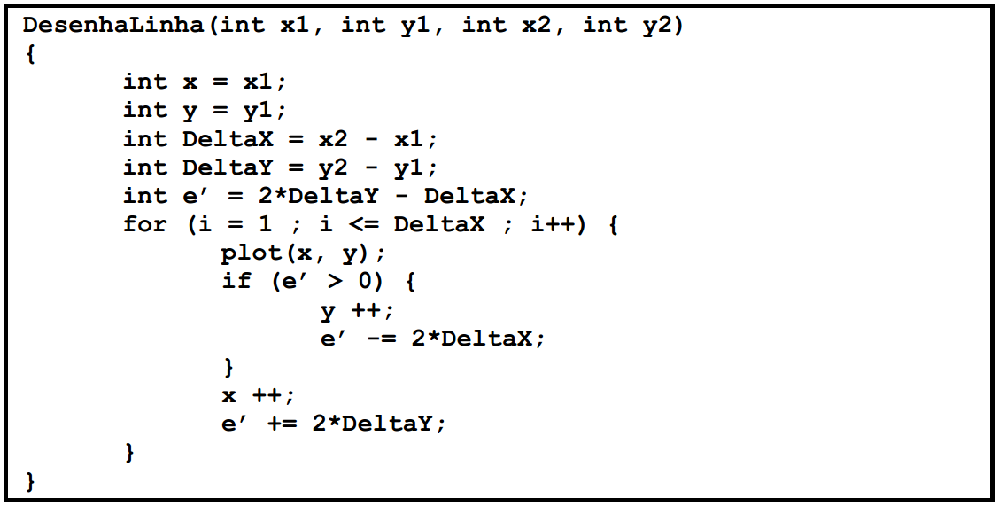 DesenhaLinha(int x1, int y1, int x2, int y2)
{
int x = x1;
int y = y1;
int DeltaX = x2 - x1;
int DeltaY = y2 - y1;
int e′ = 2*DeltaY - DeltaX;
for (i = 1 ; i <= DeltaX ; i++) {
plot(x, y);
if (e′ > 0) {
y ++;
e′ -= 2*DeltaX;
}
x ++;
e′ += 2*DeltaY;
}
}